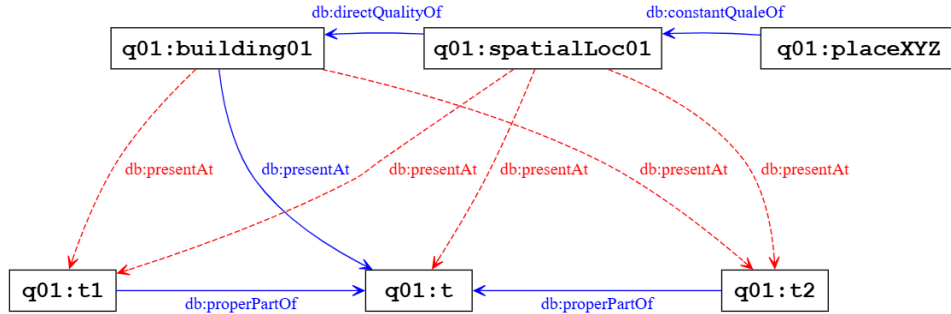 db:directQualityOf db:constantQualeOf
q01:building01 q01:spatialLoc01 q01:placeXYZ
db:presentAt db:presentAt db:presentAt db:presentAt db:presentAt db:presentAt
q01:t1 q01:t q01:t2
db:properPartOf db:properPartOf